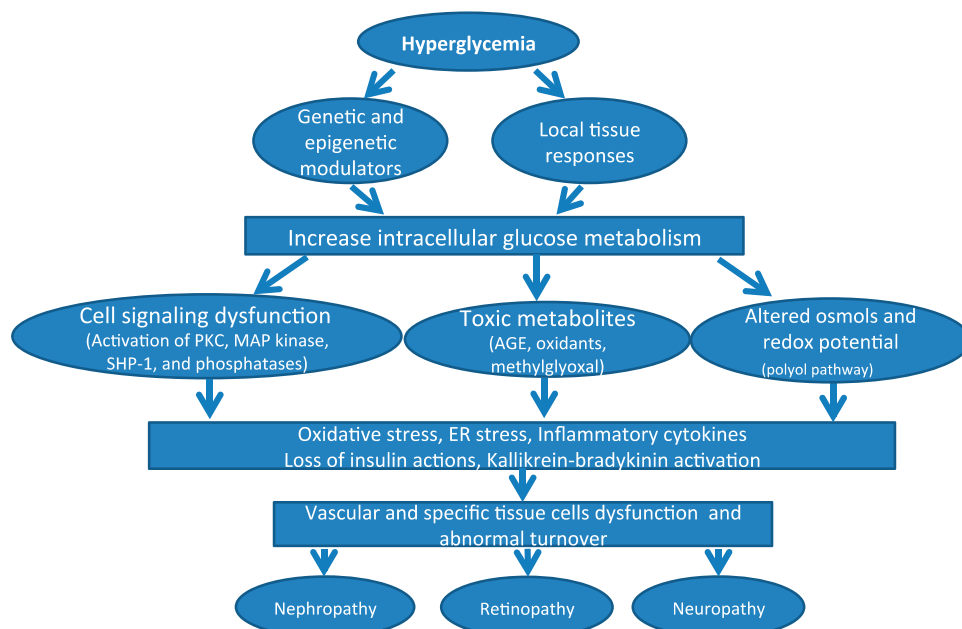 Hyperglycemia
Genetic and
epigenetic
modulators
Local tissue
responses
Increase intracellular glucose metabolism
Cell signaling dysfunction
(Activation of PKC, MAP kinase,
SHP-1, and phosphatases)
Toxic metabolites
(AGE, oxidants,
methylglyoxal)
Altered osmols and
redox potential
(polyol pathway)
Oxidative stress, ER stress, Inflammatory cytokines
Loss of insulin actions, Kallikrein-bradykinin activation
Vascular and specific tissue cells dysfunction and
abnormal turnover
Nephropathy
Retinopathy
Neuropathy